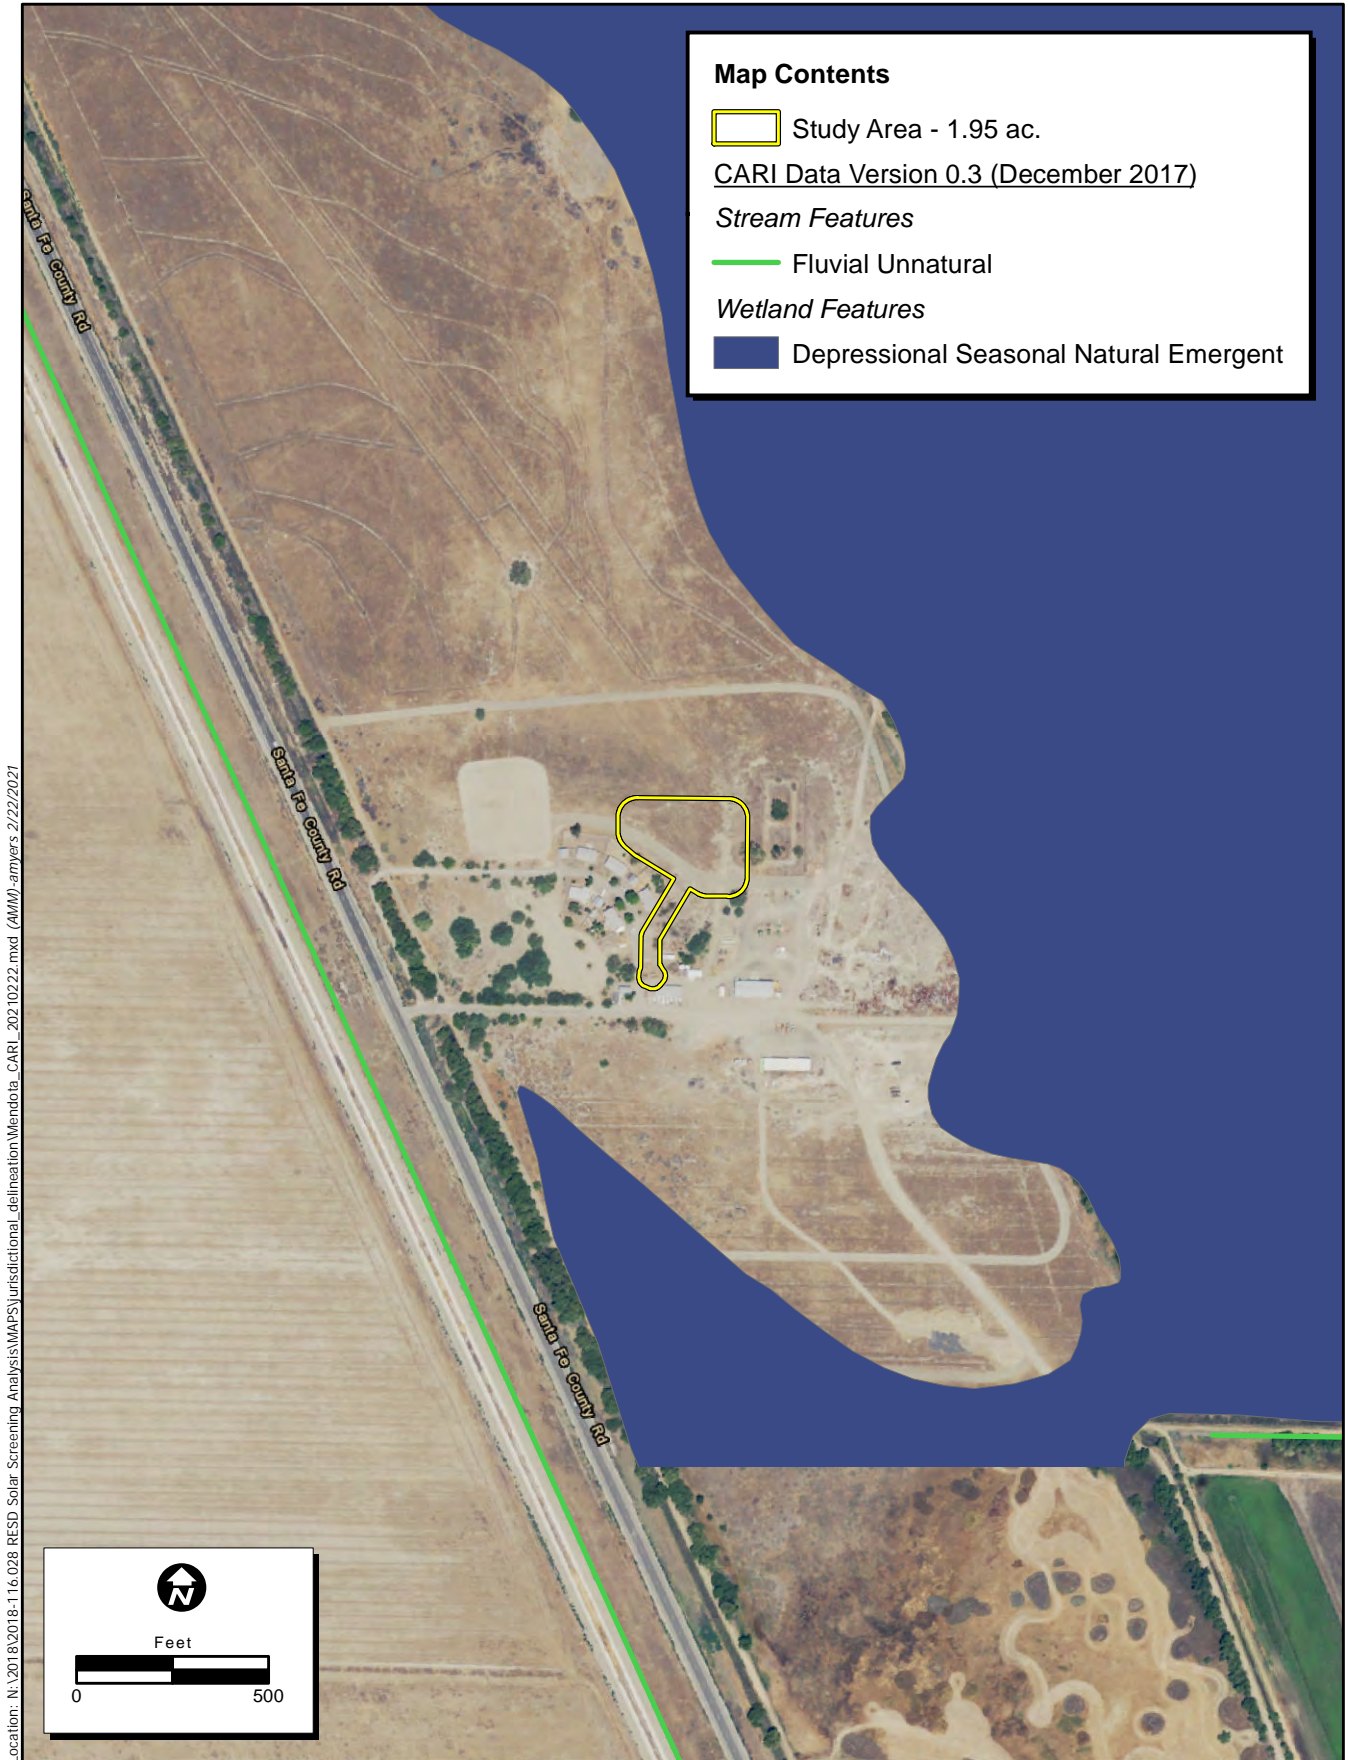 Map Contents
Study Area - 1.95 ac.
CARI Data Version 0.3 (December 2017)
Stream Features
Fluvial Unnatural
Wetland Features
Depressional Seasonal Natural Emergent
Santa Fe County Rd
Santa Fe County Rd
Santa Fe County Rd
N
Feet
0 500
ocation: N:\2018\2018-116.028 RESD Solar Screening Analysis\MAPS\jurisdictional_delineation\Mendota_CARI_20210222.mxd (AMM)-amyers 2/22/2021